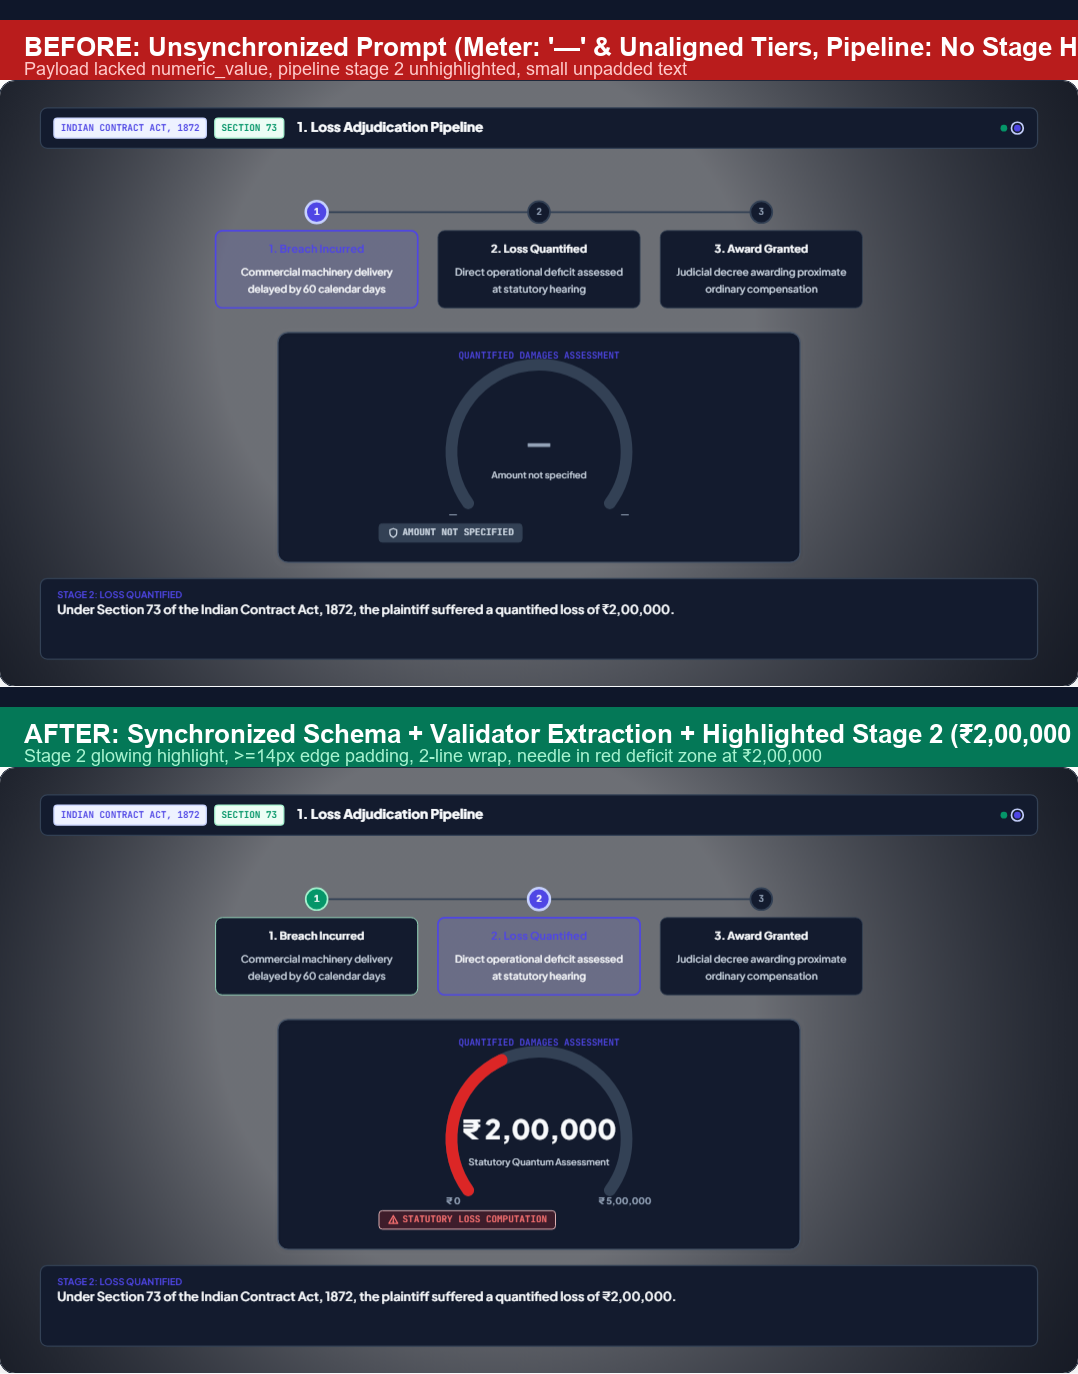 BEFORE: Unsynchronized Prompt (Meter: '—' & Unaligned Tiers, Pipeline: No Stage H
Payload lacked numeric_value, pipeline stage 2 unhighlighted, small unpadded text
INDIAN CONTRACT ACT, 1872 SECTION 73 1. Loss Adjudication Pipeline
1 2 3
1. Breach Incurred
Commercial machinery delivery
delayed by 60 calendar days
2. Loss Quantified
Direct operational deficit assessed
at statutory hearing
3. Award Granted
Judicial decree awarding proximate
ordinary compensation
QUANTIFIED DAMAGES ASSESSMENT
—
Amount not specified
— —
AMOUNT NOT SPECIFIED
STAGE 2: LOSS QUANTIFIED
Under Section 73 of the Indian Contract Act, 1872, the plaintiff suffered a quantified loss of ₹2,00,000.
AFTER: Synchronized Schema + Validator Extraction + Highlighted Stage 2 (₹2,00,000
Stage 2 glowing highlight, >=14px edge padding, 2-line wrap, needle in red deficit zone at ₹2,00,000
INDIAN CONTRACT ACT, 1872 SECTION 73 1. Loss Adjudication Pipeline
1 2 3
1. Breach Incurred
Commercial machinery delivery
delayed by 60 calendar days
2. Loss Quantified
Direct operational deficit assessed
at statutory hearing
3. Award Granted
Judicial decree awarding proximate
ordinary compensation
QUANTIFIED DAMAGES ASSESSMENT
₹2,00,000
Statutory Quantum Assessment
₹0 ₹5,00,000
STATUTORY LOSS COMPUTATION
STAGE 2: LOSS QUANTIFIED
Under Section 73 of the Indian Contract Act, 1872, the plaintiff suffered a quantified loss of ₹2,00,000.